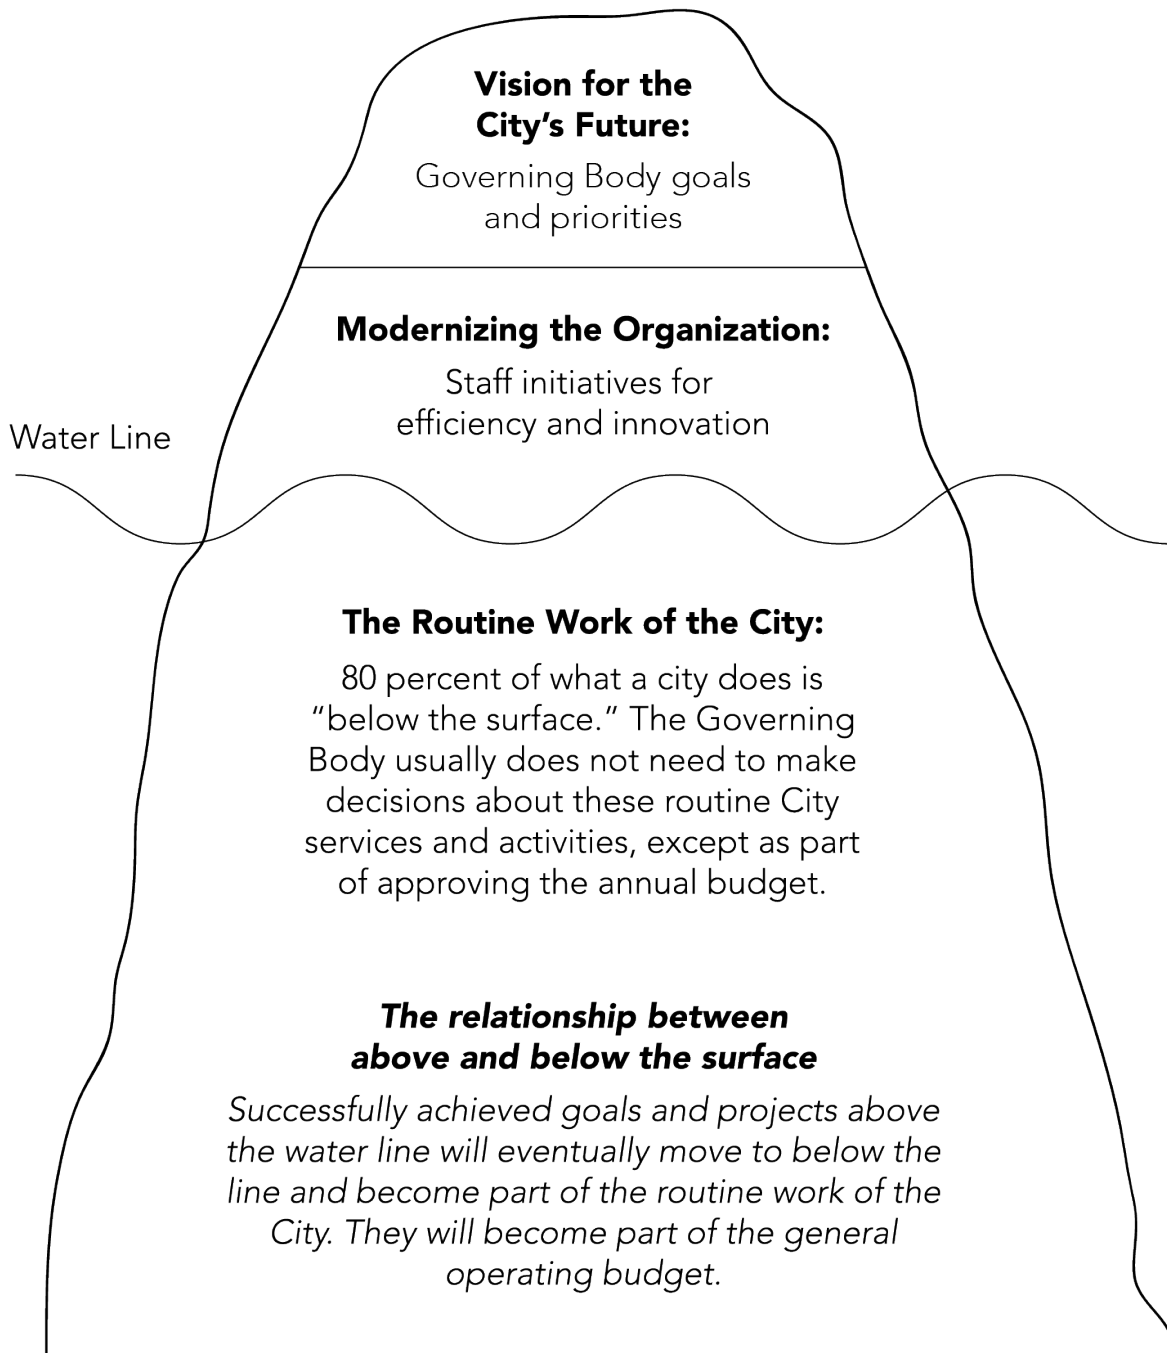 Vision for the
City’s Future:
Governing Body goals
and priorities
Modernizing the Organization:
Staff initiatives for
efficiency and innovation
Water Line
The Routine Work of the City:
80 percent of what a city does is
“below the surface.” The Governing
Body usually does not need to make
decisions about these routine City
services and activities, except as part
of approving the annual budget.
The relationship between
above and below the surface
Successfully achieved goals and projects above
the water line will eventually move to below the
line and become part of the routine work of the
City. They will become part of the general
operating budget.